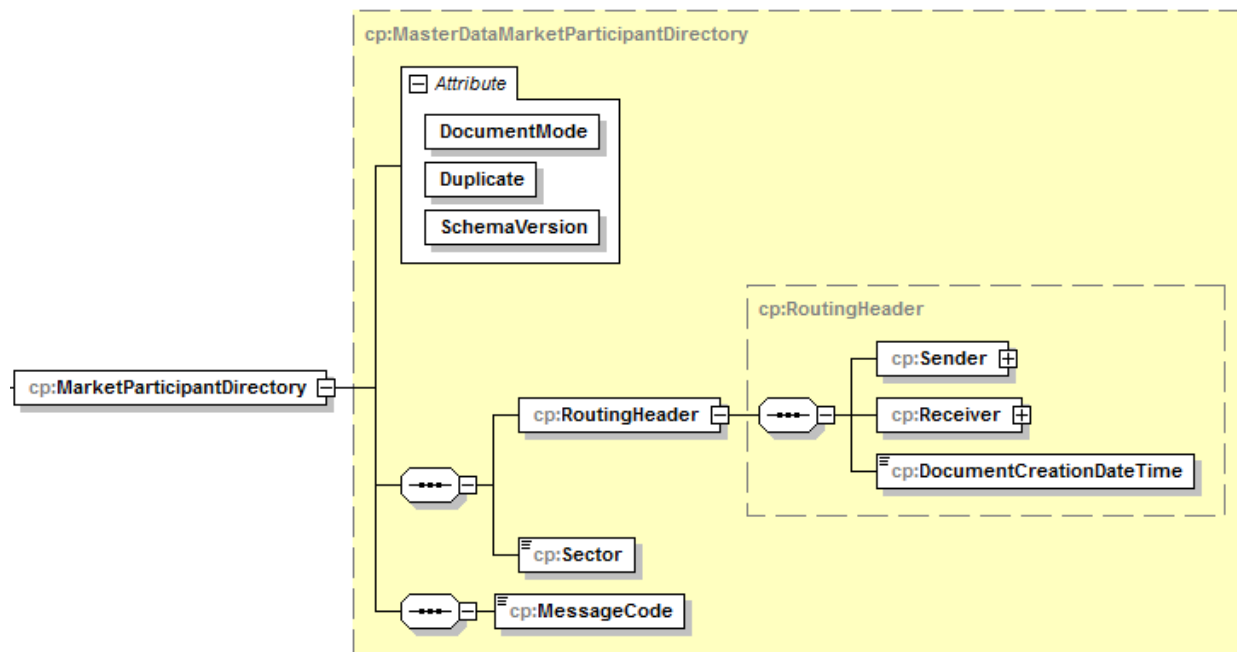 cp:MasterDataMarketParticipantDirectory
Attribute
DocumentMode
Duplicate
SchemaVersion
cp:RoutingHeader
cp:Sender
cp:MarketParticipantDirectory
cp:RoutingHeader
cp:Receiver
cp:DocumentCreationDateTime
cp:Sector
cp:MessageCode